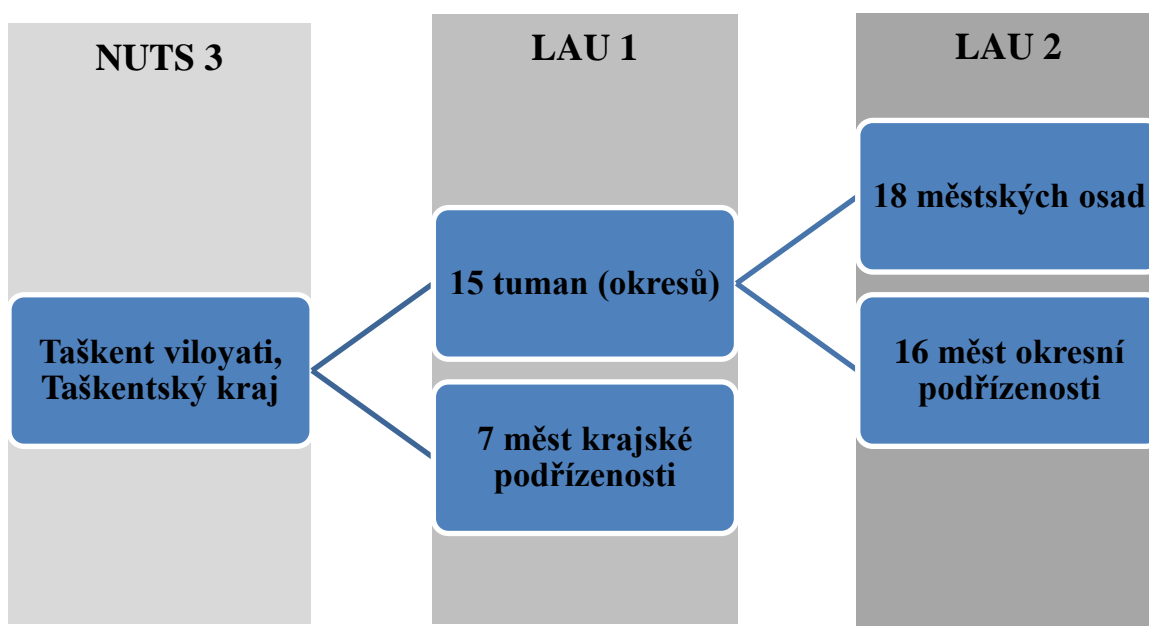 NUTS 3
LAU 1
LAU 2
Taškent viloyati,
Taškentský kraj
15 tuman (okresů)
7 měst krajské
podřízenosti
18 městských osad
16 měst okresní
podřízenosti